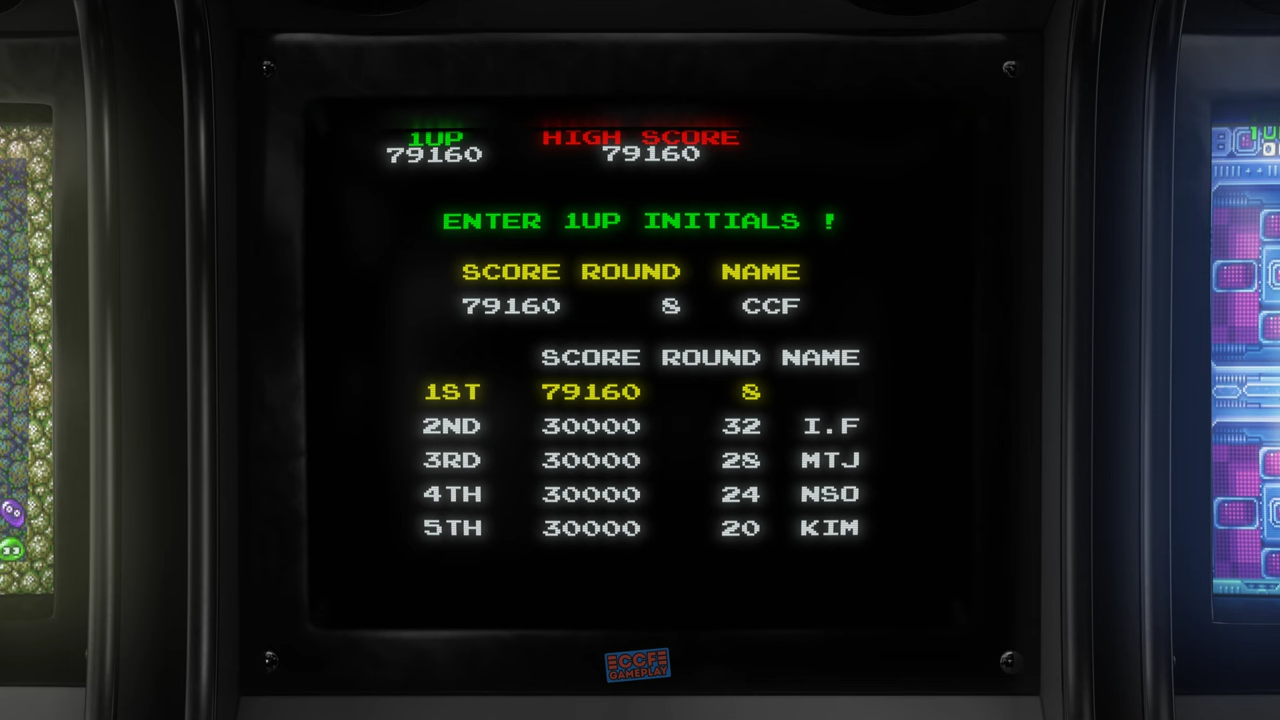 1UP HIGH SCORE
79160 79160
ENTER 1UP INITIALS !
SCORE ROUND NAME
79160 8 CCF
SCORE ROUND NAME
1ST 79160 8
2ND 30000 32 I.F
3RD 30000 28 MTJ
4TH 30000 24 NSO
5TH 30000 20 KIM
CCF
GAMEPLAY